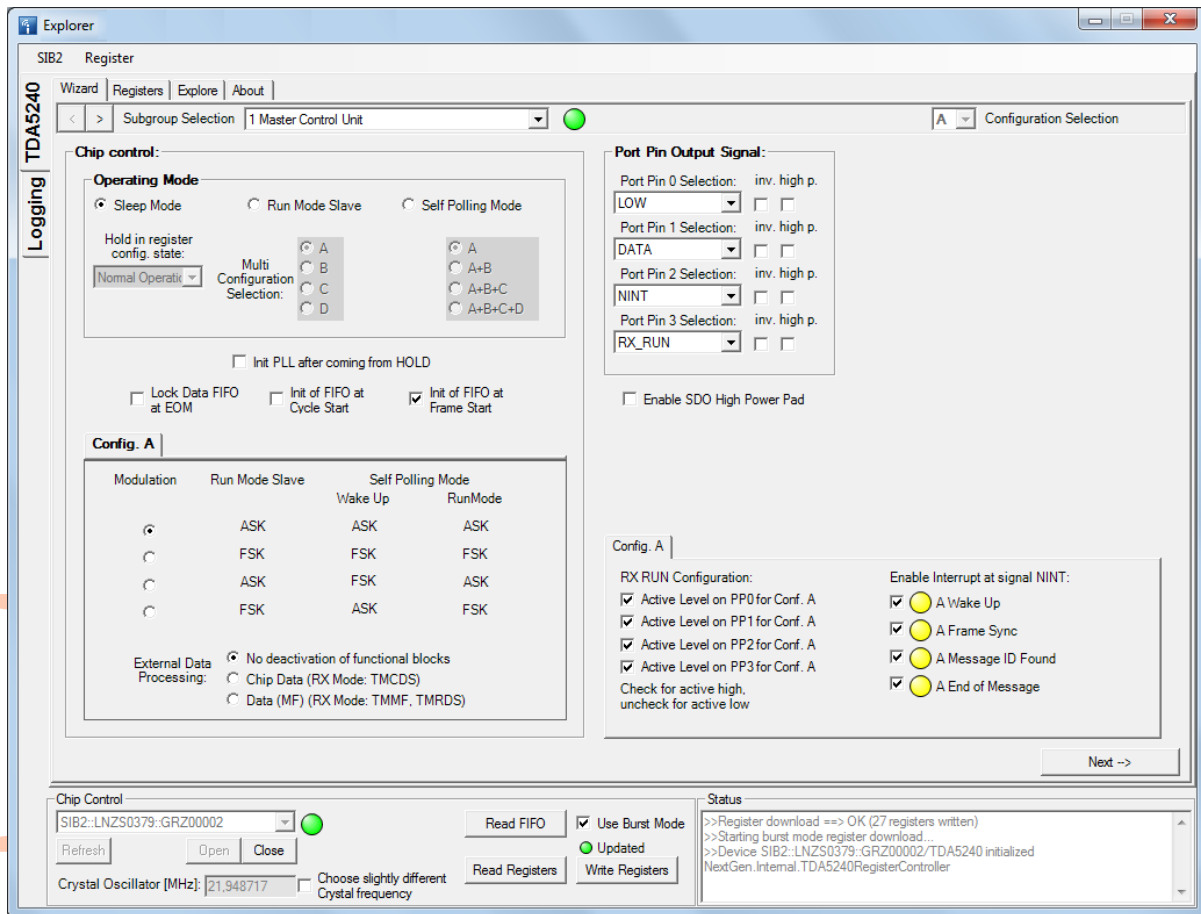 Explorer
SIB2 Register
TDA5240
Logging
Wizard Registers Explore About
< > Subgroup Selection 1 Master Control Unit A Configuration Selection
Chip control:
Operating Mode
Sleep Mode Run Mode Slave Self Polling Mode
Hold in register
config. state:
Normal Operatic
Multi
Configuration
Selection:
A
B
C
D
A
A+B
A+B+C
A+B+C+D
Init PLL after coming from HOLD
Lock Data FIFO
at EOM
Init of FIFO at
Cycle Start
Init of FIFO at
Frame Start
Config. A
Modulation Run Mode Slave Self Polling Mode
Wake Up RunMode
ASK ASK ASK
FSK FSK FSK
ASK FSK ASK
FSK ASK FSK
External Data
Processing:
No deactivation of functional blocks
Chip Data (RX Mode: TMCDS)
Data (MF) (RX Mode: TMMF, TMRDS)
Port Pin Output Signal:
Port Pin 0 Selection: inv. high p.
LOW
Port Pin 1 Selection: inv. high p.
DATA
Port Pin 2 Selection: inv. high p.
NINT
Port Pin 3 Selection: inv. high p.
RX_RUN
Enable SDO High Power Pad
Config. A
RX RUN Configuration:
Active Level on PP0 for Conf. A
Active Level on PP1 for Conf. A
Active Level on PP2 for Conf. A
Active Level on PP3 for Conf. A
Check for active high,
uncheck for active low
Enable Interrupt at signal NINT:
A Wake Up
A Frame Sync
A Message ID Found
A End of Message
Next -->
Chip Control
SIB2::LNZS0379::GRZ00002
Refresh Open Close
Crystal Oscillator [MHz]: 21,948717
Choose slightly different
Crystal frequency
Read FIFO Use Burst Mode
Updated
Read Registers Write Registers
Status
>>Register download ==> OK (27 registers written)
>>Starting burst mode register download...
>>Device SIB2::LNZS0379::GRZ00002/TDA5240 initialized
NextGen.Internal.TDA5240RegisterController